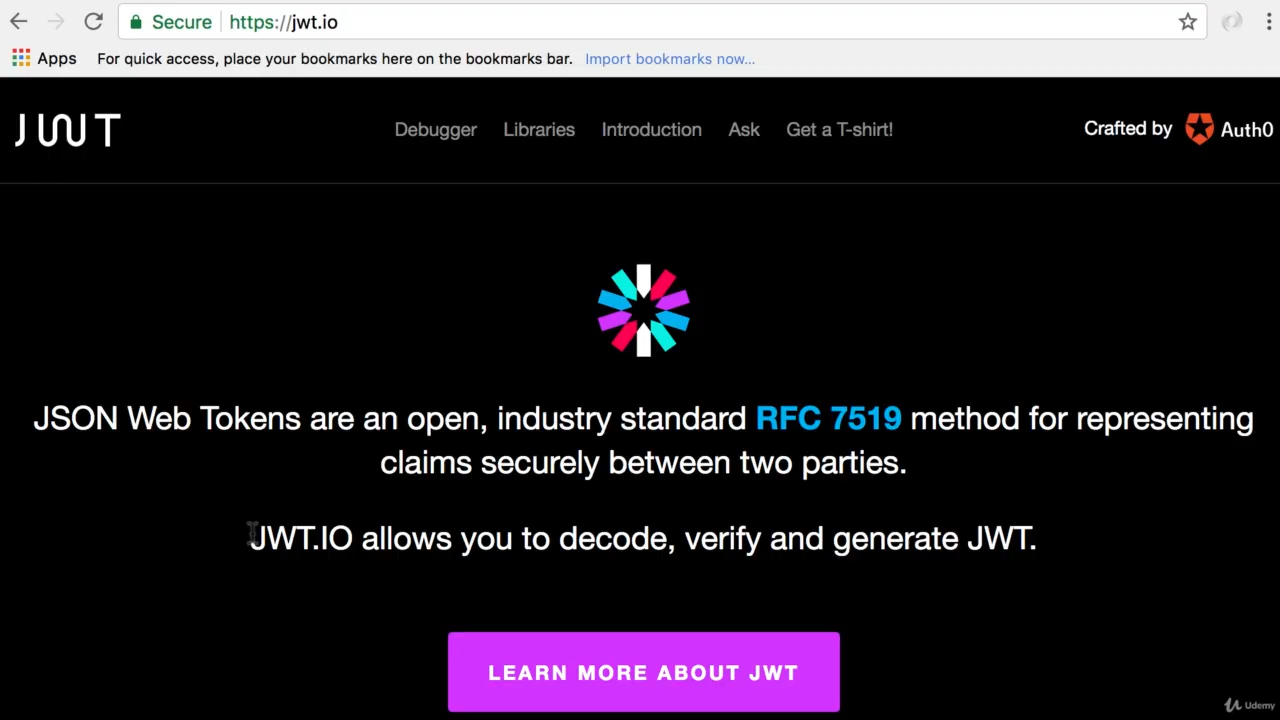 Secure https://jwt.io
Apps For quick access, place your bookmarks here on the bookmarks bar. Import bookmarks now...
JWT Debugger Libraries Introduction Ask Get a T-shirt! Crafted by Auth0
JSON Web Tokens are an open, industry standard RFC 7519 method for representing
claims securely between two parties.
JWT.IO allows you to decode, verify and generate JWT.
LEARN MORE ABOUT JWT
Udemy